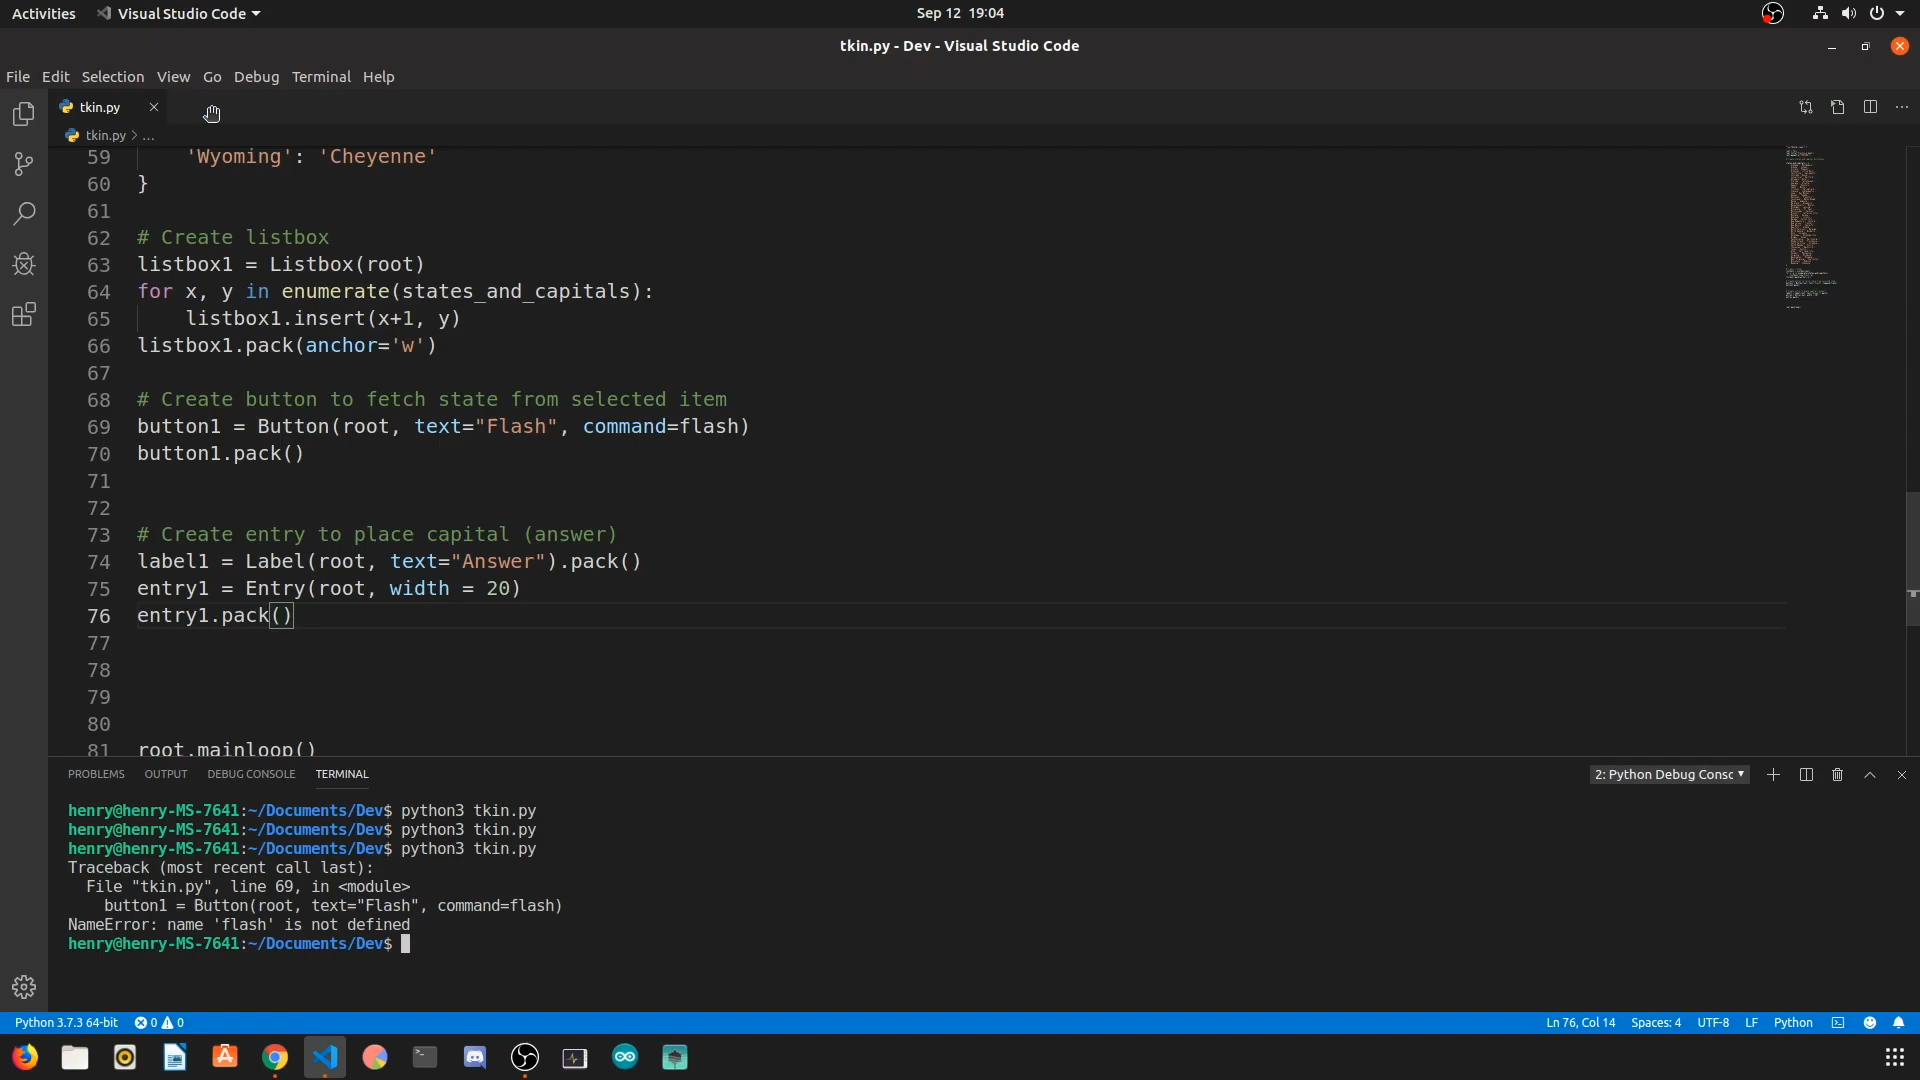 Activities Visual Studio Code Sep 12 19:04
tkin.py - Dev - Visual Studio Code
File Edit Selection View Go Debug Terminal Help
tkin.py
tkin.py > ...
59 'Wyoming': 'Cheyenne'
60 }
61
62 # Create listbox
63 listbox1 = Listbox(root)
64 for x, y in enumerate(states_and_capitals):
65 listbox1.insert(x+1, y)
66 listbox1.pack(anchor='w')
67
68 # Create button to fetch state from selected item
69 button1 = Button(root, text="Flash", command=flash)
70 button1.pack()
71
72
73 # Create entry to place capital (answer)
74 label1 = Label(root, text="Answer").pack()
75 entry1 = Entry(root, width = 20)
76 entry1.pack()
77
78
79
80
81 root.mainloop()
PROBLEMS OUTPUT DEBUG CONSOLE TERMINAL 2: Python Debug Consc
henry@henry-MS-7641:~/Documents/Dev$ python3 tkin.py
henry@henry-MS-7641:~/Documents/Dev$ python3 tkin.py
henry@henry-MS-7641:~/Documents/Dev$ python3 tkin.py
Traceback (most recent call last):
File "tkin.py", line 69, in <module>
button1 = Button(root, text="Flash", command=flash)
NameError: name 'flash' is not defined
henry@henry-MS-7641:~/Documents/Dev$
Python 3.7.3 64-bit 0 0 Ln 76, Col 14 Spaces: 4 UTF-8 LF Python